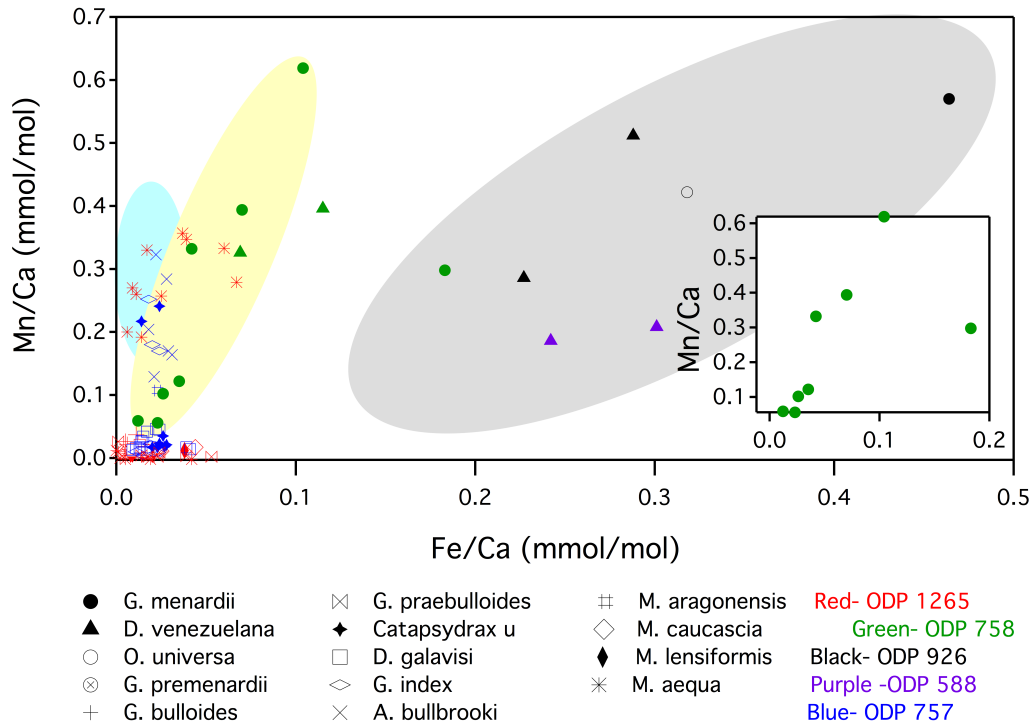 0.7
0.6
0.5
0.4
0.3
0.2
0.1
0.0
Mn/Ca (mmol/mol)
0.0 0.1 0.2 0.3 0.4 0.5
Fe/Ca (mmol/mol)
0.6
0.4
0.3
0.2
0.1
Mn/Ca
0.0 0.1 0.2
G. menardii G. praebulloides M. aragonensis Red- ODP 1265
D. venezuelana Catapsydrax u M. caucascia Green- ODP 758
O. universa D. galavisi M. lensiformis Black- ODP 926
G. premenardii G. index M. aequa Purple -ODP 588
G. bulloides A. bullbrooki Blue- ODP 757